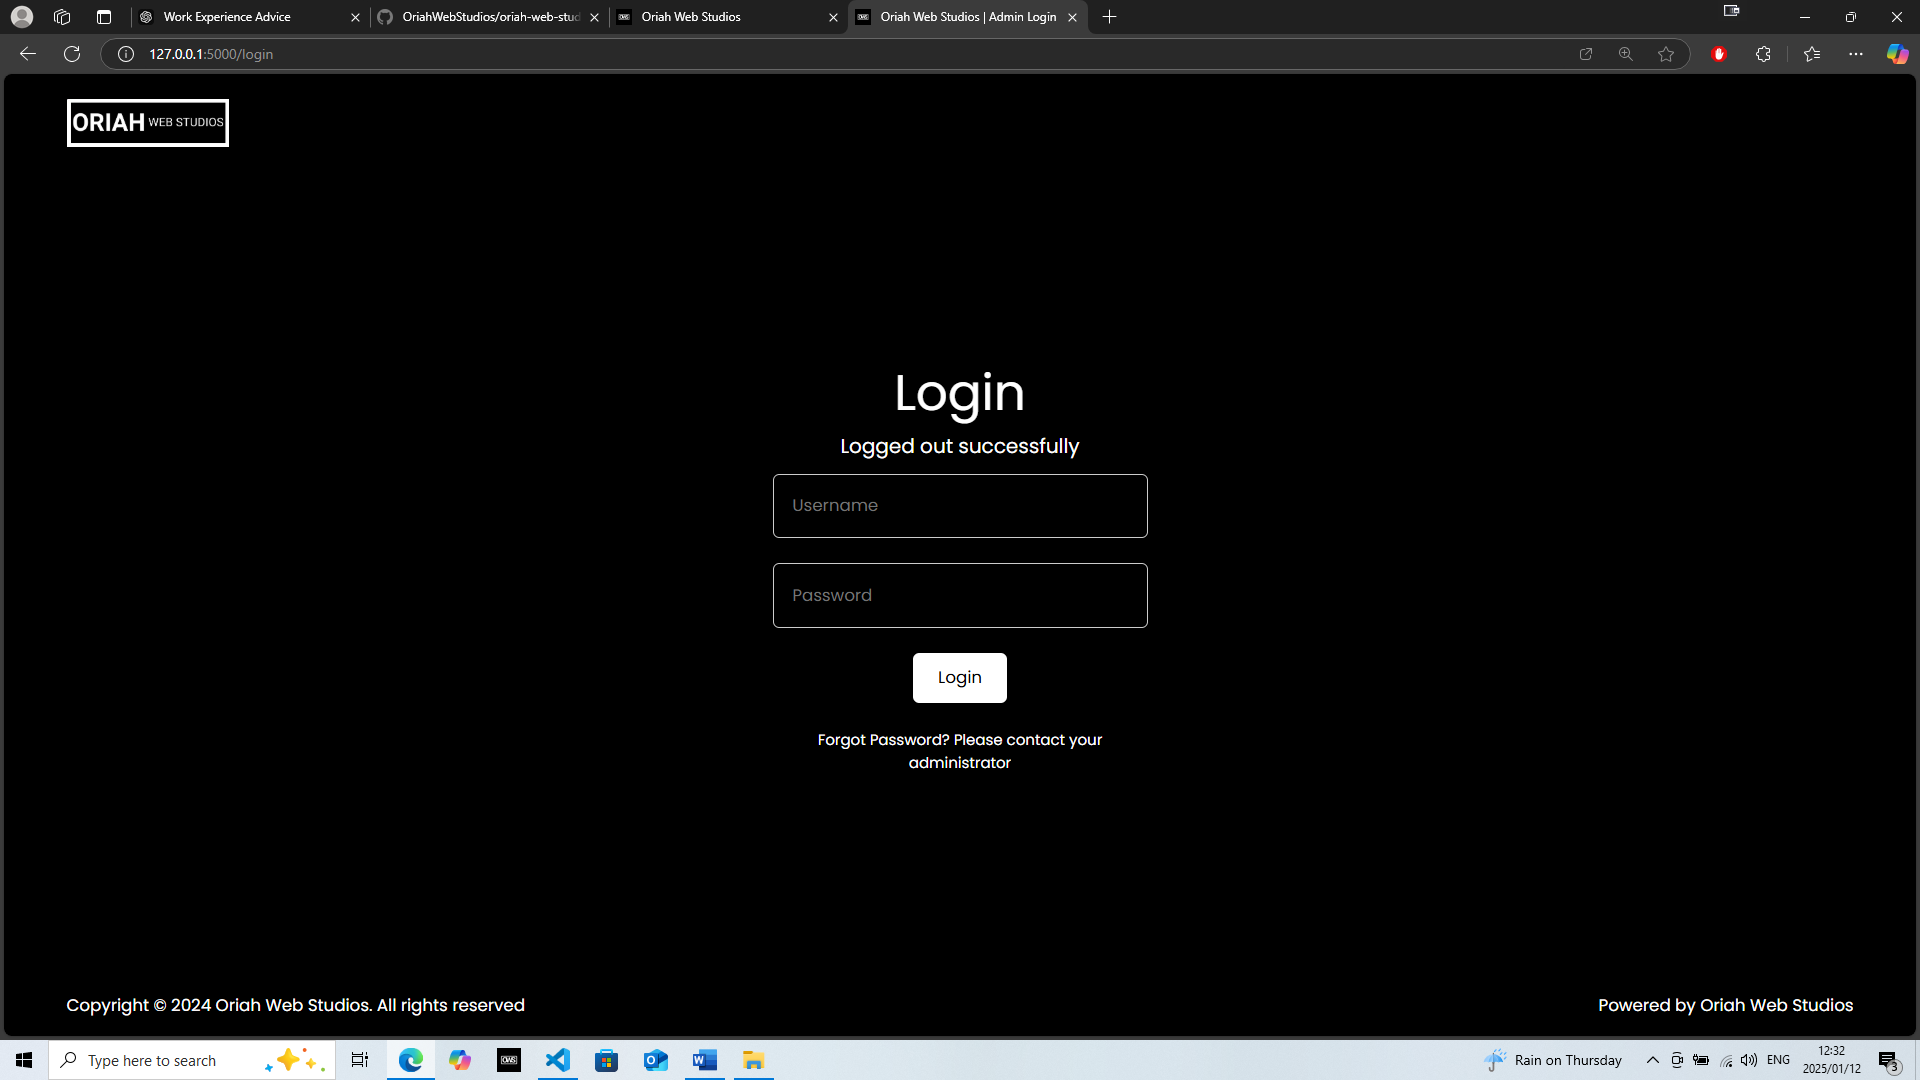 Work Experience Advice
OriahWebStudios/oriah-web-stud
Oriah Web Studios
Oriah Web Studios | Admin Login
127.0.0.1:5000/login
ORIAH WEB STUDIOS
Login
Logged out successfully
Username
Password
Login
Forgot Password? Please contact your
administrator
Copyright © 2024 Oriah Web Studios. All rights reserved
Powered by Oriah Web Studios
Type here to search
OWS
Rain on Thursday
ENG
12:32
2025/01/12
3